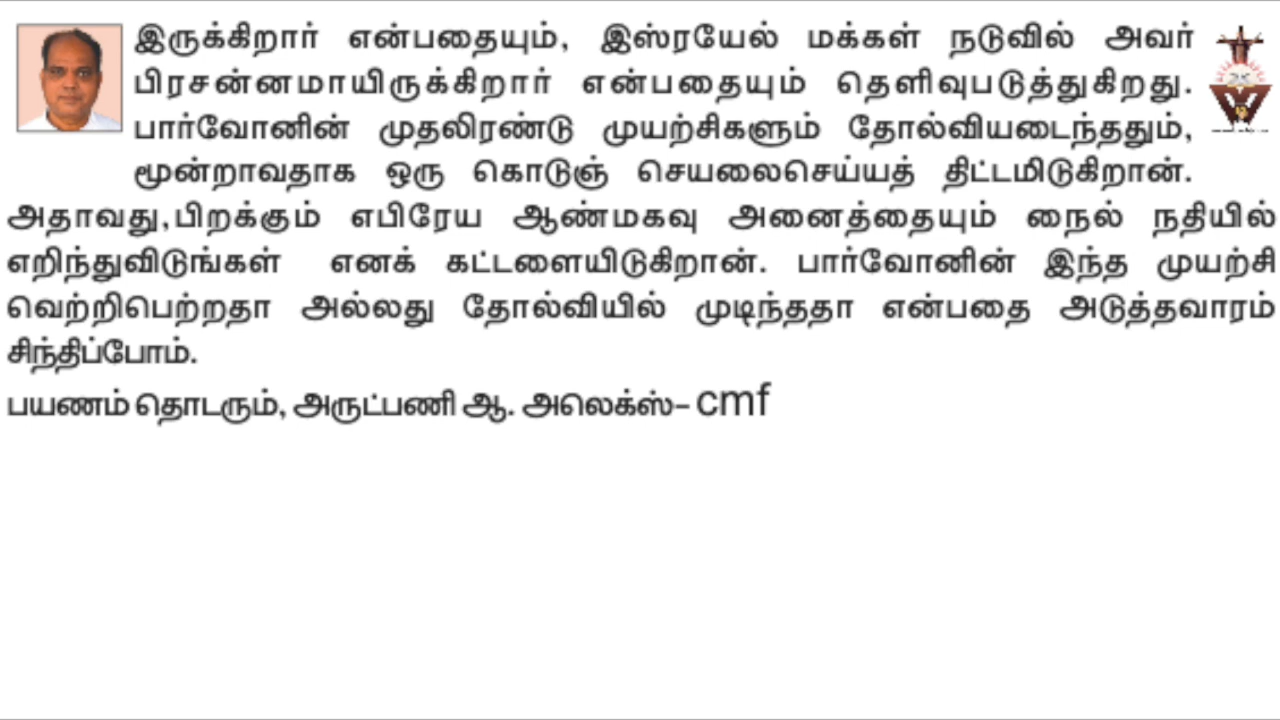 இருக்கிறார் என்பதையும், இஸ்ரயேல் மக்கள் நடுவில் அவர்
பிரசன்னமாயிருக்கிறார் என்பதையும் தெளிவுபடுத்துகிறது.
பார்வோனின் முதலிரண்டு முயற்சிகளும் தோல்வியடைந்ததும்,
மூன்றாவதாக ஒரு கொடுஞ் செயலைசெய்யத் திட்டமிடுகிறான்.
அதாவது,பிறக்கும் எபிரேய ஆண்மகவு அனைத்தையும் நைல் நதியில்
எறிந்துவிடுங்கள் எனக் கட்டளையிடுகிறான். பார்வோனின் இந்த முயற்சி
வெற்றிபெற்றதா அல்லது தோல்வியில் முடிந்ததா என்பதை அடுத்தவாரம்
சிந்திப்போம்.
பயணம் தொடரும், அருட்பணி ஆ. அலெக்ஸ்– cmf